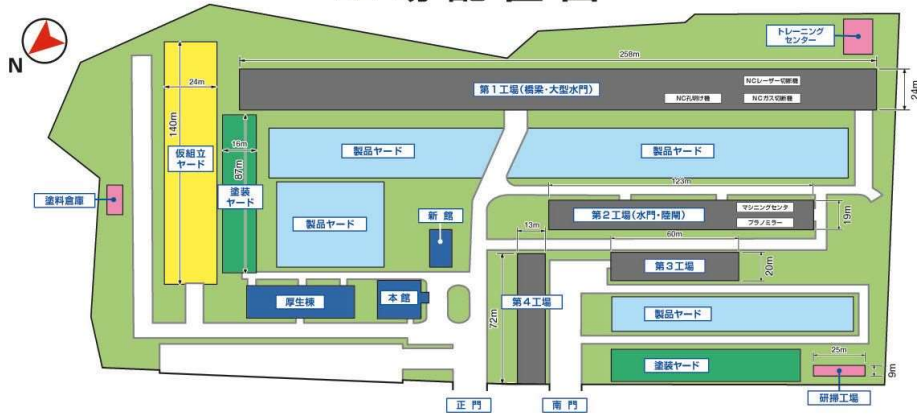 N
トレーニング
センター
258m
24m
140m
仮組立
ヤード
塗料倉庫
16m
87m
塗装
ヤード
第1工場(橋梁・大型水門)
NCレーザー切断機
NC孔明け機
NCガス切断機
24m
製品ヤード
製品ヤード
製品ヤード
新館
123m
第2工場(水門・陸閘)
マシニングセンタ
プラノミラー
19m
13m
60m
第3工場
20m
第4工場
72m
製品ヤード
厚生棟
本館
塗装ヤード
25m
9m
研掃工場
正門
南門